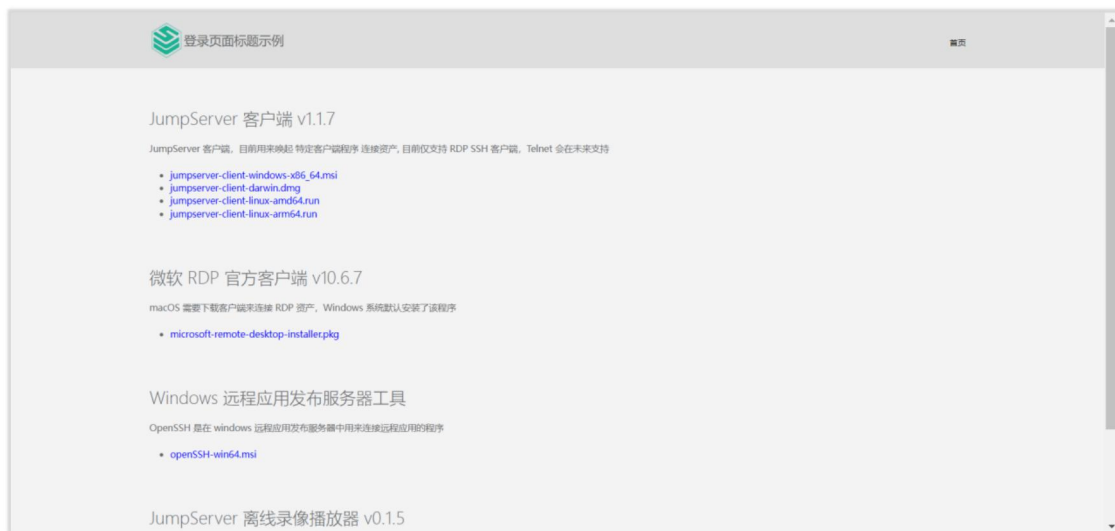 登录页面标题示例
首页
JumpServer 客户端 v1.1.7
JumpServer 客户端，目前用来唤起 特定客户端程序 连接资产, 目前仅支持 RDP SSH 客户端，Telnet 会在未来支持
jumpserver-client-windows-x86_64.msi
jumpserver-client-darwin.dmg
jumpserver-client-linux-amd64.run
jumpserver-client-linux-arm64.run
微软 RDP 官方客户端 v10.6.7
macOS 需要下载客户端来连接 RDP 资产，Windows 系统默认安装了该程序
microsoft-remote-desktop-installer.pkg
Windows 远程应用发布服务器工具
OpenSSH 是在 windows 远程应用发布服务器中用来连接远程应用的程序
openSSH-win64.msi
JumpServer 离线录像播放器 v0.1.5